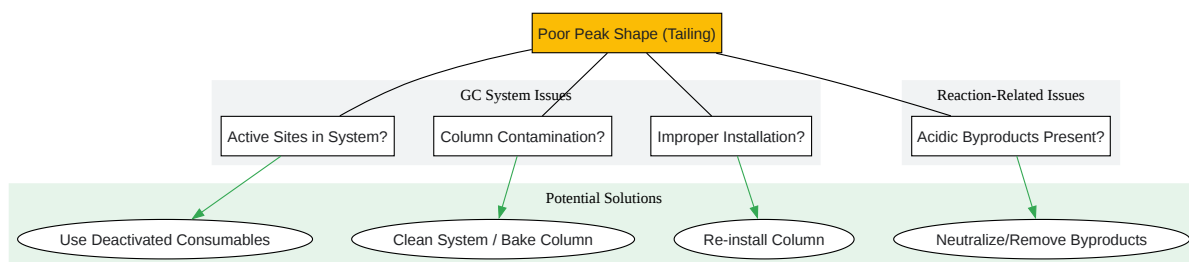 Poor Peak Shape (Tailing)
GC System Issues
Reaction-Related Issues
Active Sites in System?
Column Contamination?
Improper Installation?
Acidic Byproducts Present?
Potential Solutions
Use Deactivated Consumables
Clean System / Bake Column
Re-install Column
Neutralize/Remove Byproducts